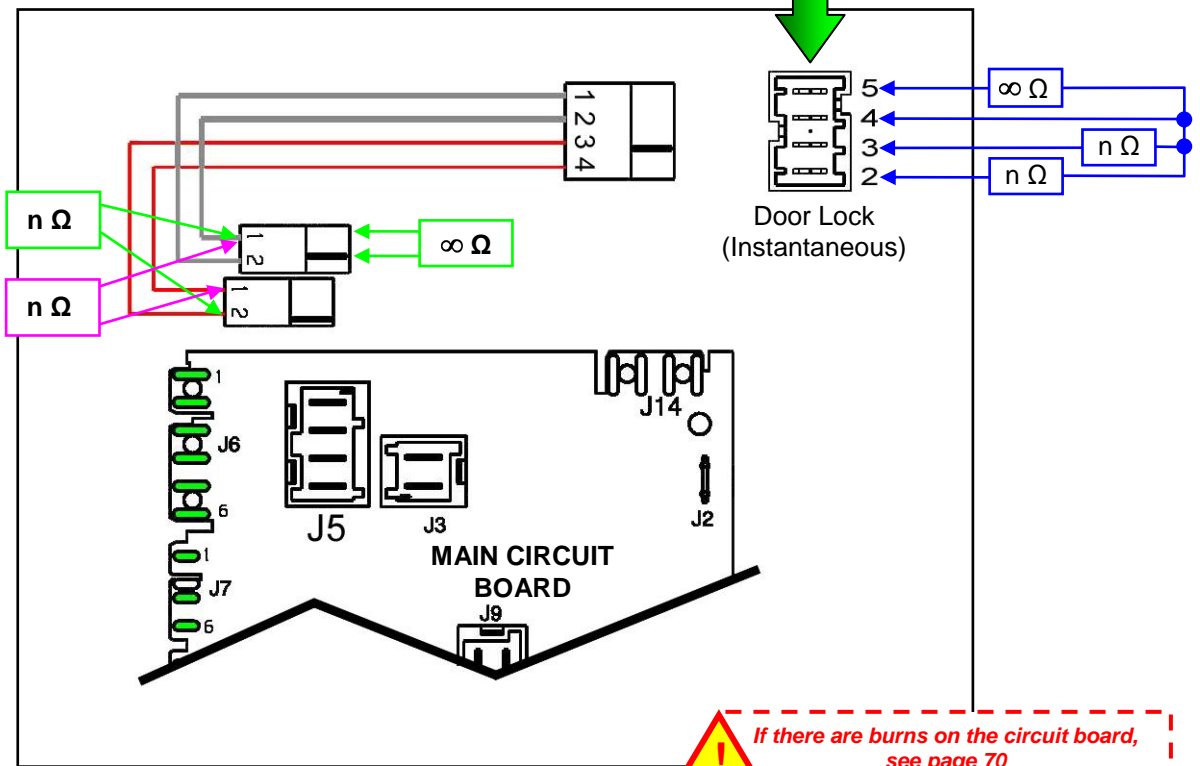 1
2
3
4
5
4
3
2
∞ Ω
n Ω
n Ω
Door Lock
(Instantaneous)
n Ω
n Ω
1
2
∞ Ω
1
2
1
J6
6
1
J7
6
J5
J3
J14
J2
MAIN CIRCUIT
BOARD
J9
!
If there are burns on the circuit board,
see page 70